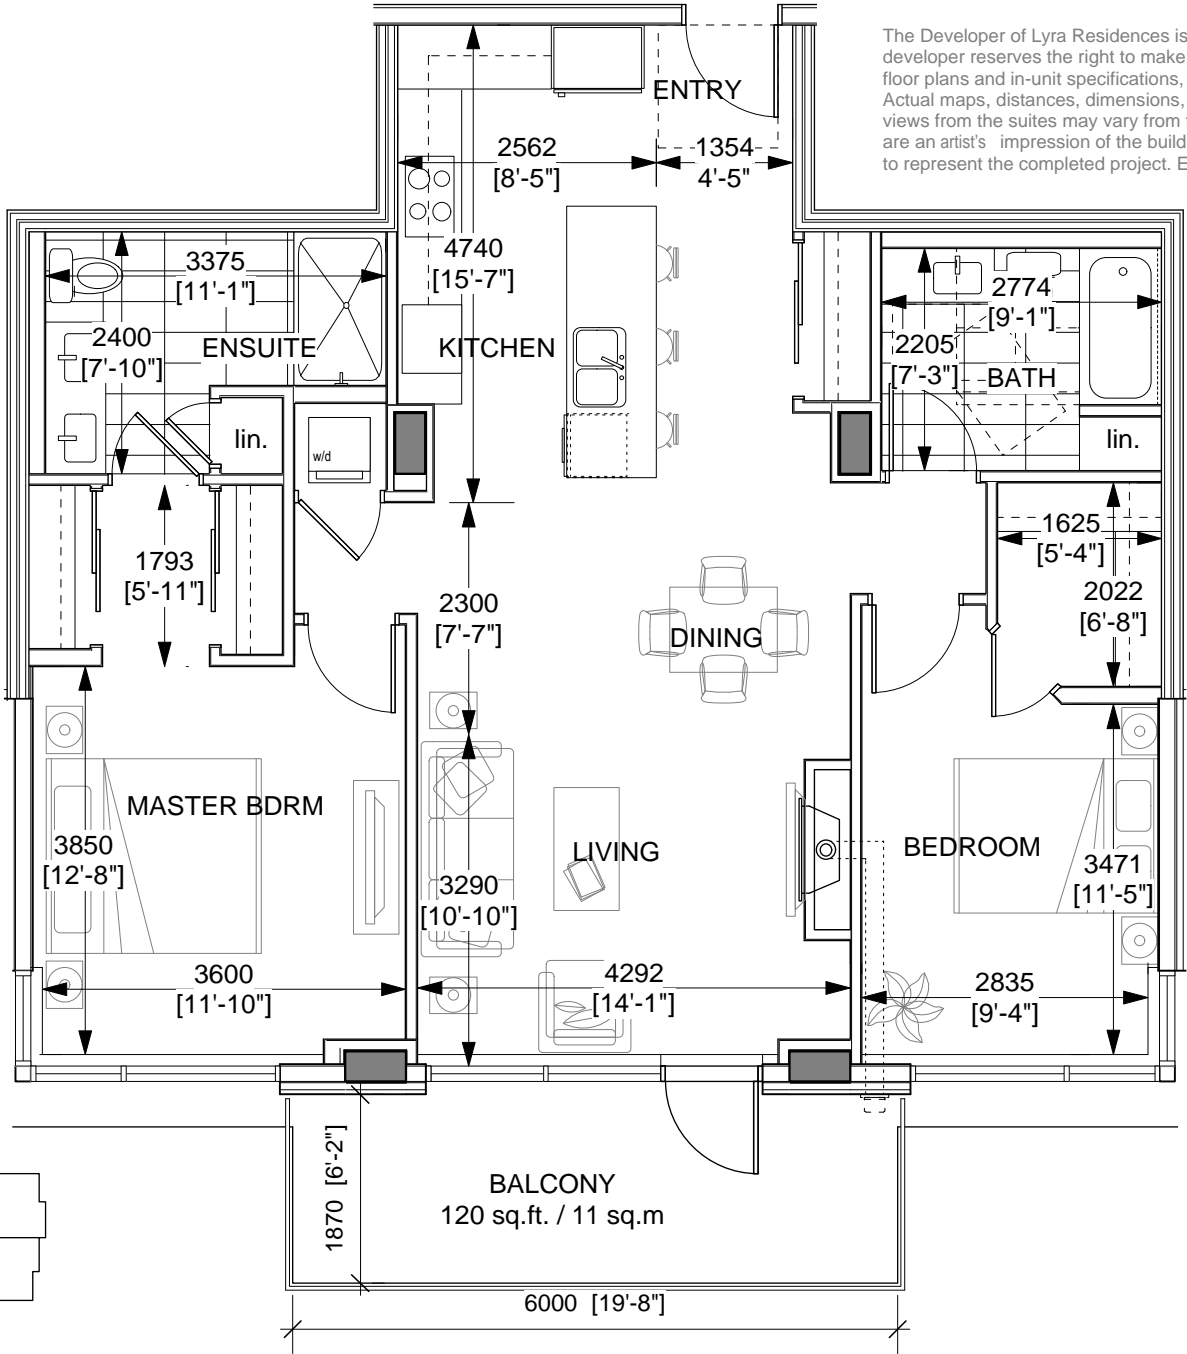 The Developer of Lyra Residences is
developer reserves the right to make
floor plans and in-unit specifications,
Actual maps, distances, dimensions,
views from the suites may vary from
are an artist's impression of the build
to represent the completed project. E
ENTRY
2562
[8'-5"]
1354
4'-5"
4740
[15'-7"]
3375
[11'-1"]
2400
[7'-10"]
ENSUITE
KITCHEN
2774
[9'-1"]
2205
[7'-3"]
BATH
lin.
w/d
lin.
1793
[5'-11"]
1625
[5'-4"]
2022
[6'-8"]
2300
[7'-7"]
DINING
MASTER BDRM
3850
[12'-8"]
LIVING
BEDROOM
3471
[11'-5"]
3290
[10'-10"]
3600
[11'-10"]
4292
[14'-1"]
2835
[9'-4"]
1870 [6'-2"]
BALCONY
120 sq.ft. / 11 sq.m
6000 [19'-8"]